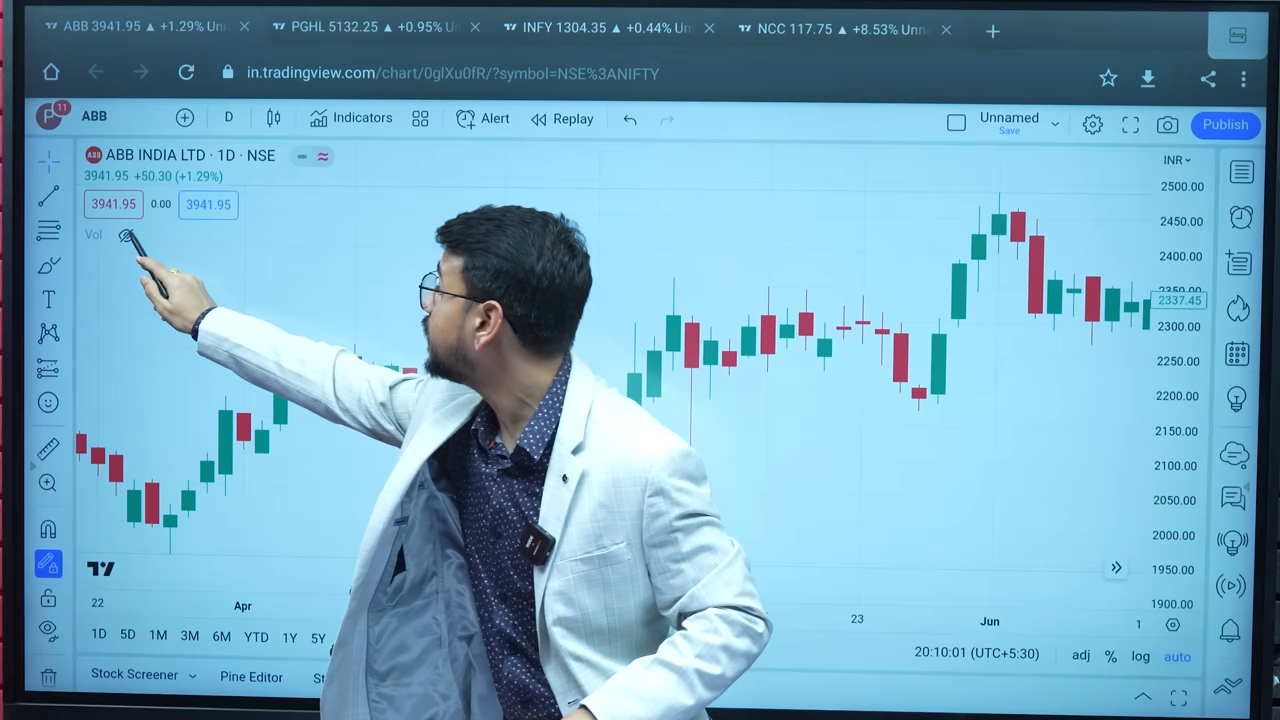 ABB 3941.95 ▲ +1.29% Unn
PGHL 5132.25 ▲ +0.95% Un
INFY 1304.35 ▲ +0.44% Un
NCC 117.75 ▲ +8.53% Unn
in.tradingview.com/chart/0glXu0fR/?symbol=NSE%3ANIFTY
P 11
ABB
D
Indicators
Alert
Replay
Unnamed
Save
Publish
ABB INDIA LTD · 1D · NSE
3941.95 +50.30 (+1.29%)
3941.95 0.00 3941.95
Vol
INR
2500.00
2450.00
2400.00
2350.00
2337.45
2300.00
2250.00
2200.00
2150.00
2100.00
2050.00
2000.00
1950.00
1900.00
22 Apr 23 Jun 1
1D 5D 1M 3M 6M YTD 1Y 5Y
20:10:01 (UTC+5:30) adj % log auto
Stock Screener Pine Editor St